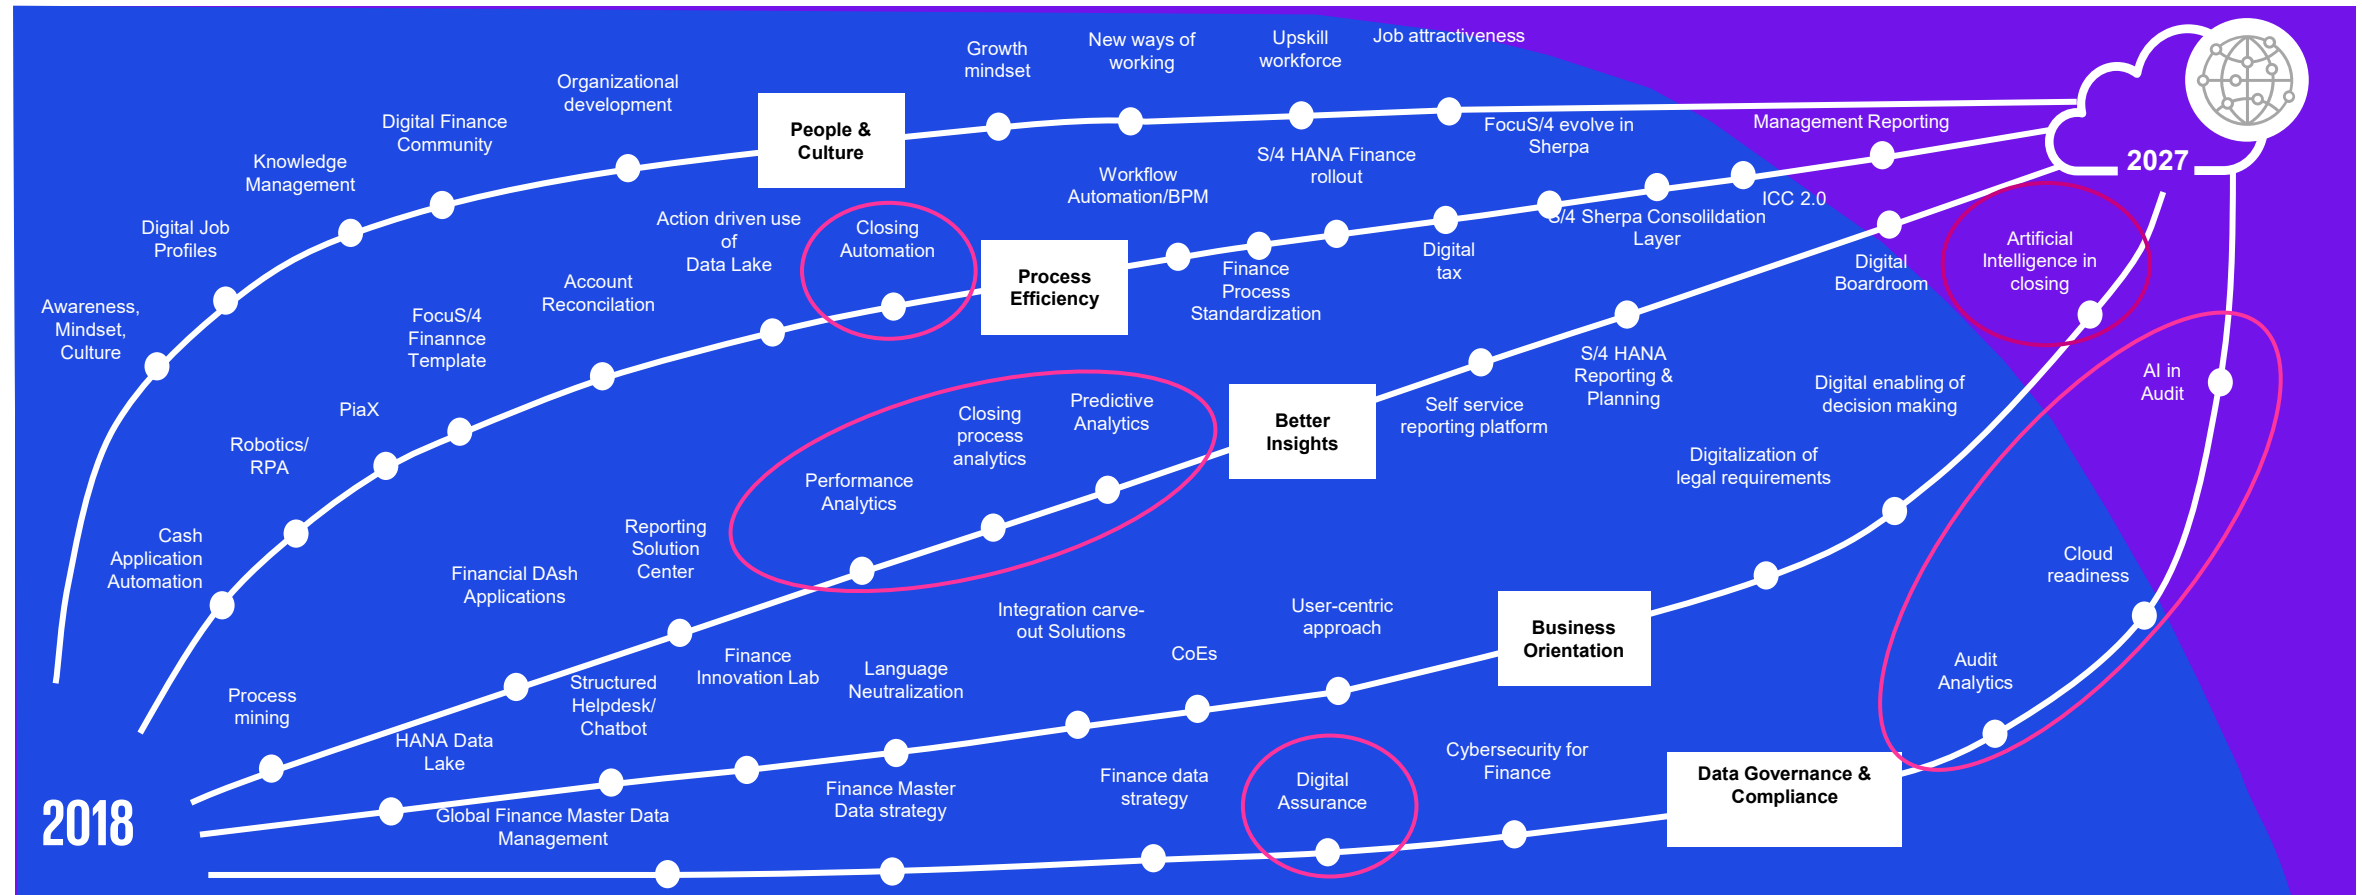 Growth
mindset
New ways of
working
Upskill
workforce
Job attractiveness
Organizational
development
Digital Finance
Community
Knowledge
Management
Digital Job
Profiles
Awareness,
Mindset,
Culture
People &
Culture
FocuS/4 evolve in
Sherpa
Management Reporting
2027
S/4 HANA Finance
rollout
Workflow
Automation/BPM
ICC 2.0
S/4 Sherpa Consolildation
Layer
Digital
tax
Finance
Process
Standardization
Process
Efficiency
Closing
Automation
Action driven use
of
Data Lake
Account
Reconcilation
FocuS/4
Finannce
Template
PiaX
Robotics/
RPA
Cash
Application
Automation
Artificial
Intelligence in
closing
Digital
Boardroom
S/4 HANA
Reporting &
Planning
Self service
reporting platform
Better
Insights
Predictive
Analytics
Closing
process
analytics
Performance
Analytics
Reporting
Solution
Center
Financial DAsh
Applications
Process
mining
AI in
Audit
Digital enabling of
decision making
Digitalization of
legal requirements
Business
Orientation
User-centric
approach
CoEs
Integration carve-
out Solutions
Language
Neutralization
Finance
Innovation Lab
Structured
Helpdesk/
Chatbot
HANA Data
Lake
Cloud
readiness
Audit
Analytics
Data Governance &
Compliance
Cybersecurity for
Finance
Digital
Assurance
Finance data
strategy
Finance Master
Data strategy
Global Finance Master Data
Management
2018